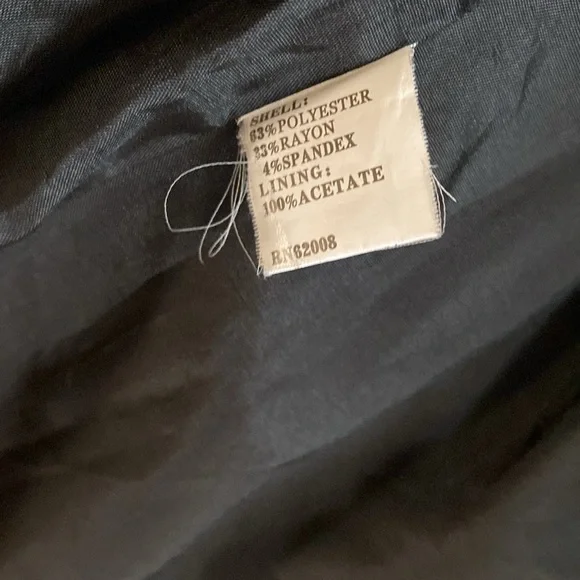 SHELL:
63%POLYESTER
33%RAYON
4%SPANDEX
LINING:
100%ACETATE
RN62008